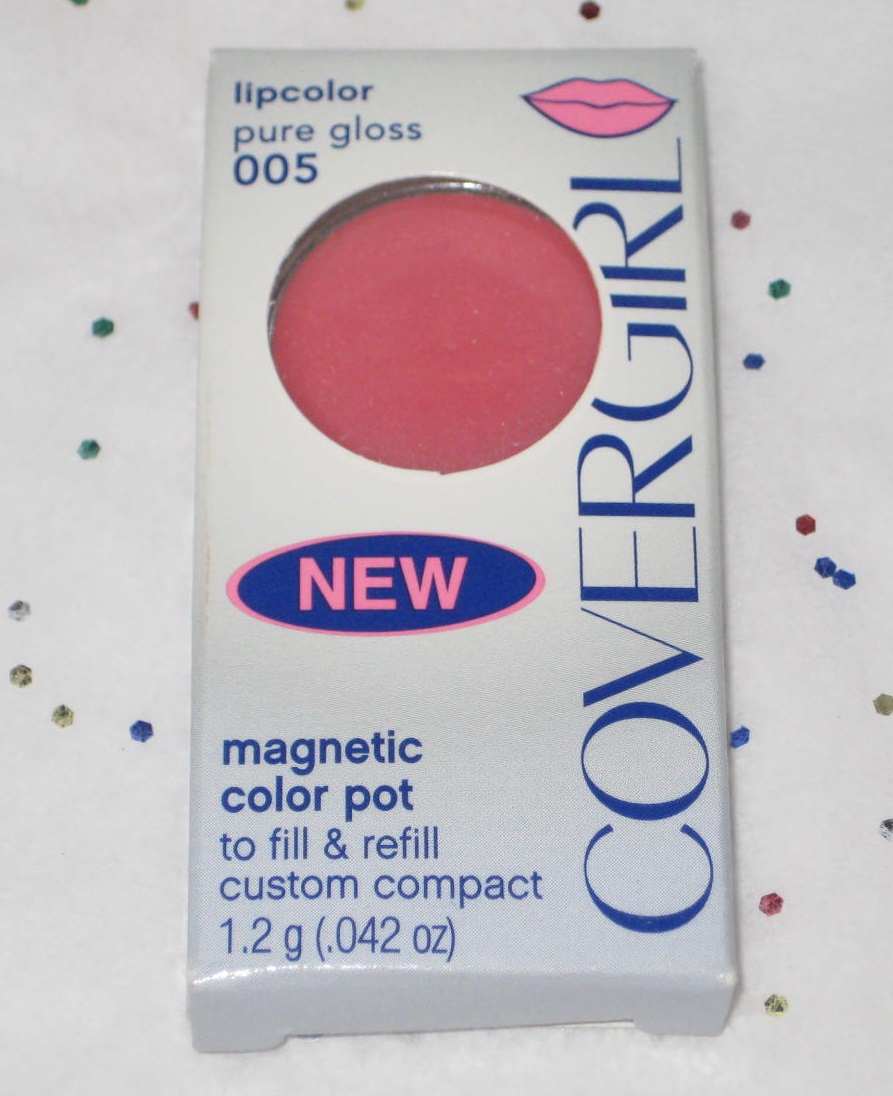 lipcolor
pure gloss
005
COVERGIRL
NEW
magnetic
color pot
to fill & refill
custom compact
1.2 g (.042 oz)